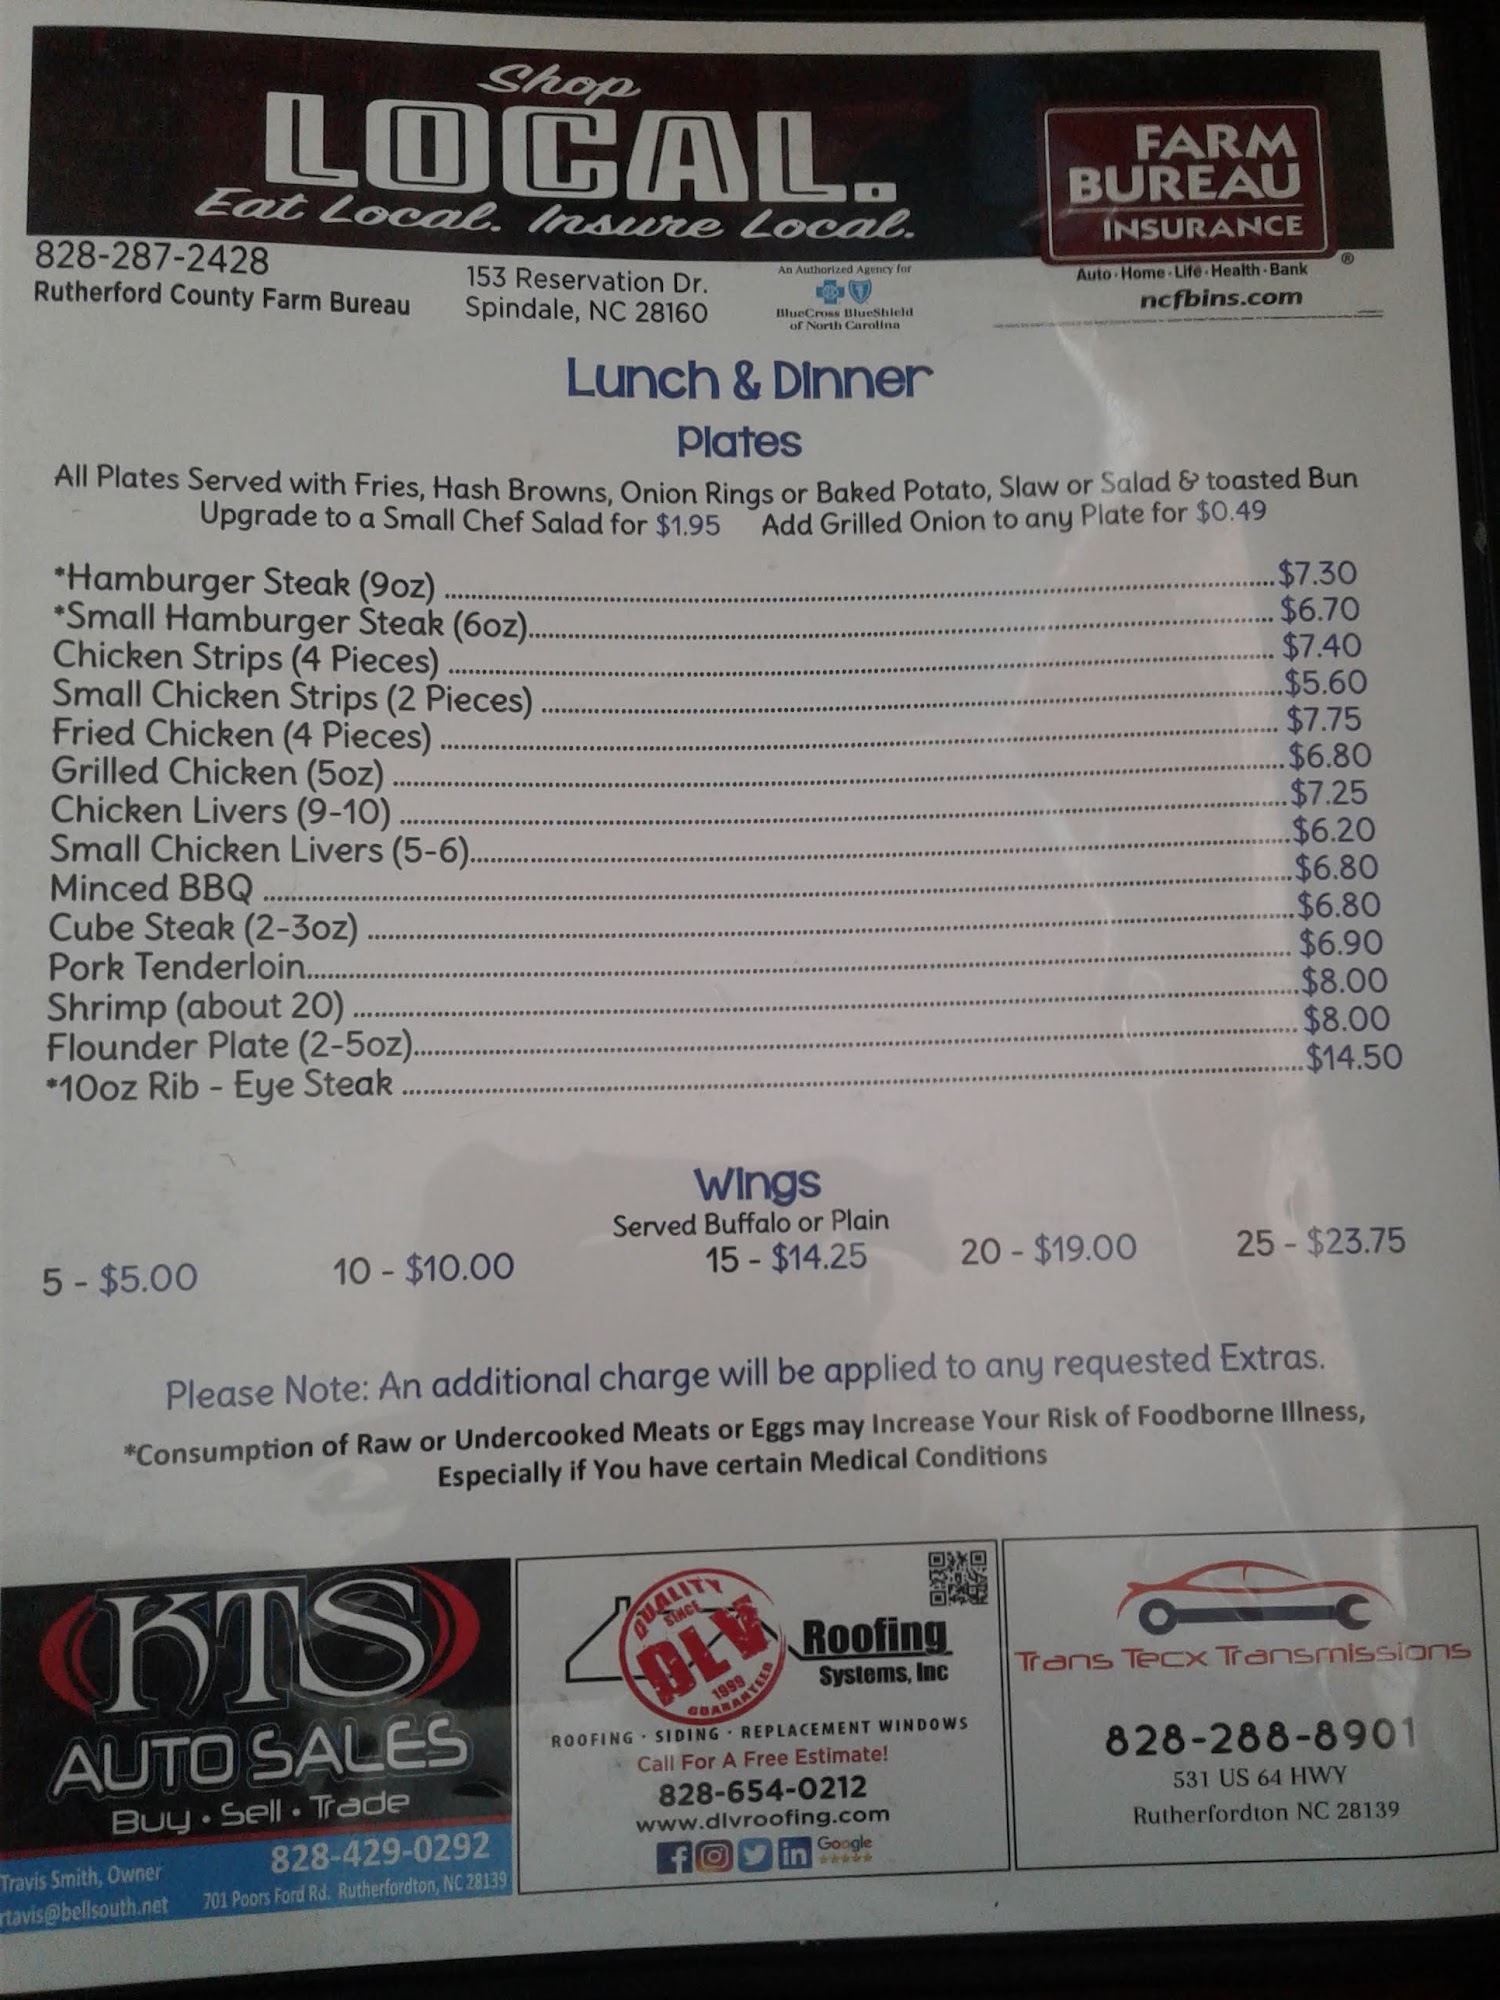 Shop
LOCAL.
Eat Local. Insure Local.
FARM
BUREAU
INSURANCE
®
Auto · Home · Life · Health · Bank
ncfbins.com
828-287-2428
Rutherford County Farm Bureau
153 Reservation Dr.
Spindale, NC 28160
An Authorized Agency for
BlueCross BlueShield
of North Carolina
Lunch & Dinner
Plates
All Plates Served with Fries, Hash Browns, Onion Rings or Baked Potato, Slaw or Salad & toasted Bun
Upgrade to a Small Chef Salad for $1.95 Add Grilled Onion to any Plate for $0.49
*Hamburger Steak (9oz) $7.30
*Small Hamburger Steak (6oz) $6.70
Chicken Strips (4 Pieces) $7.40
Small Chicken Strips (2 Pieces) $5.60
Fried Chicken (4 Pieces) $7.75
Grilled Chicken (5oz) $6.80
Chicken Livers (9-10) $7.25
Small Chicken Livers (5-6) $6.20
Minced BBQ $6.80
Cube Steak (2-3oz) $6.80
Pork Tenderloin $6.90
Shrimp (about 20) $8.00
Flounder Plate (2-5oz) $8.00
*10oz Rib - Eye Steak $14.50
Wings
Served Buffalo or Plain
5 - $5.00 10 - $10.00 15 - $14.25 20 - $19.00 25 - $23.75
Please Note: An additional charge will be applied to any requested Extras.
*Consumption of Raw or Undercooked Meats or Eggs may Increase Your Risk of Foodborne Illness,
Especially if You have certain Medical Conditions
KTS
AUTO SALES
Buy · Sell · Trade
828-429-0292
Travis Smith, Owner
rtavis@bellsouth.net
701 Poors Ford Rd. Rutherfordton, NC 28139
QUALITY
SINCE
DLV
1999
GUARANTEED
Roofing
Systems, Inc
ROOFING · SIDING · REPLACEMENT WINDOWS
Call For A Free Estimate!
828-654-0212
www.dlvroofing.com
Google
Trans Tecx Transmissions
828-288-8901
531 US 64 HWY
Rutherfordton NC 28139